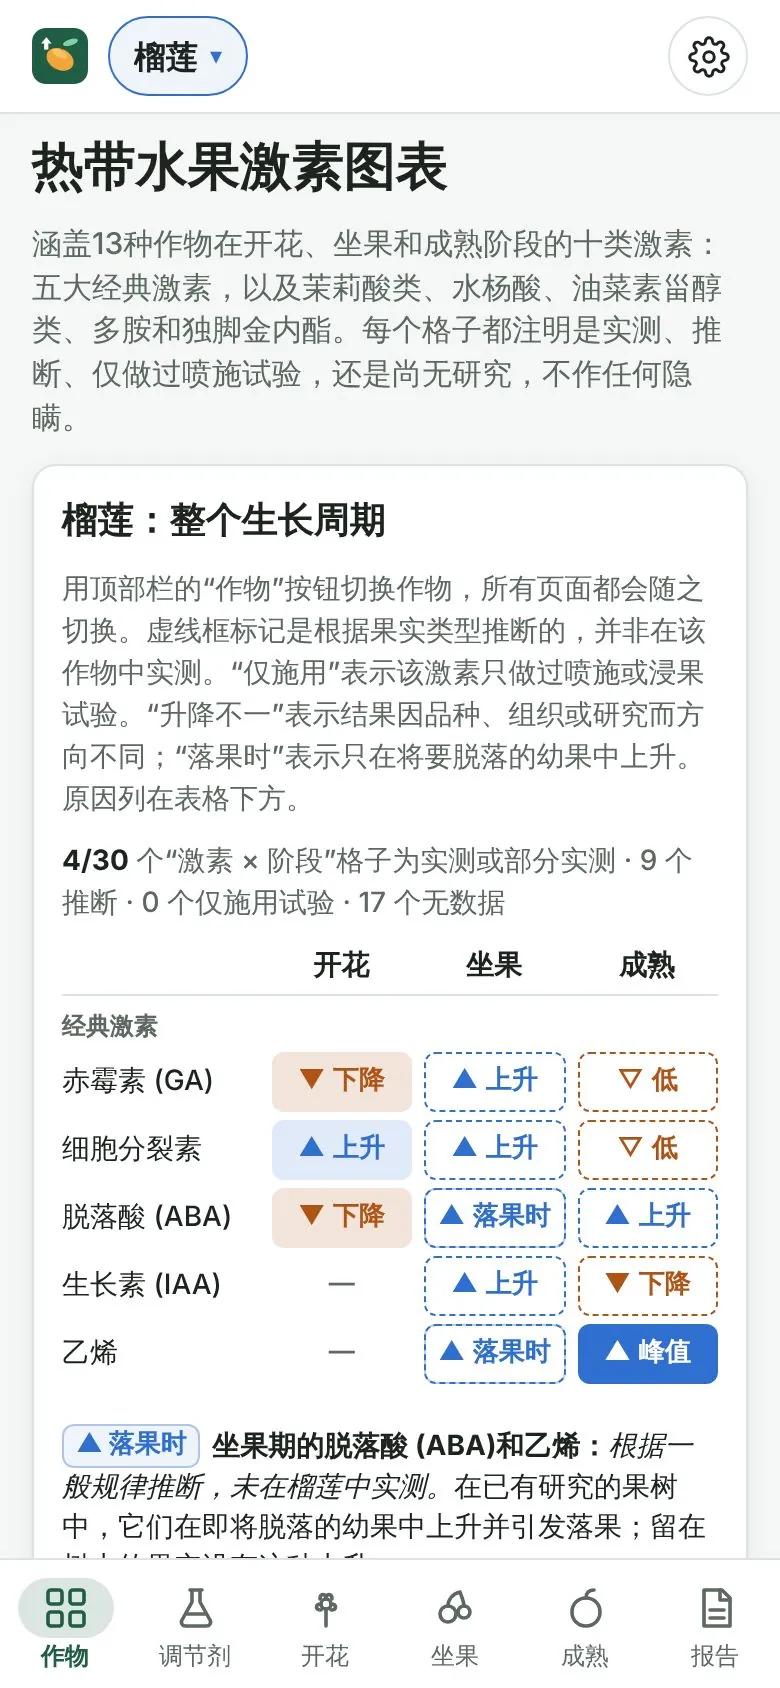 榴莲 ▾
热带水果激素图表
涵盖13种作物在开花、坐果和成熟阶段的十类激素：
五大经典激素，以及茉莉酸类、水杨酸、油菜素甾醇
类、多胺和独脚金内酯。每个格子都注明是实测、推
断、仅做过喷施试验，还是尚无研究，不作任何隐
瞒。
榴莲：整个生长周期
用顶部栏的“作物”按钮切换作物，所有页面都会随之
切换。虚线框标记是根据果实类型推断的，并非在该
作物中实测。“仅施用”表示该激素只做过喷施或浸果
试验。“升降不一”表示结果因品种、组织或研究而方
向不同；“落果时”表示只在将要脱落的幼果中上升。
原因列在表格下方。
4/30 个“激素 × 阶段”格子为实测或部分实测 · 9 个
推断 · 0 个仅施用试验 · 17 个无数据
开花 坐果 成熟
经典激素
赤霉素 (GA) ▼ 下降 ▲ 上升 ▽ 低
细胞分裂素 ▲ 上升 ▲ 上升 ▽ 低
脱落酸 (ABA) ▼ 下降 ▲ 落果时 ▲ 上升
生长素 (IAA) — ▲ 上升 ▼ 下降
乙烯 — ▲ 落果时 ▲ 峰值
▲ 落果时 坐果期的脱落酸 (ABA)和乙烯：根据一
般规律推断，未在榴莲中实测。在已有研究的果树
中，它们在即将脱落的幼果中上升并引发落果；留在
作物 调节剂 开花 坐果 成熟 报告